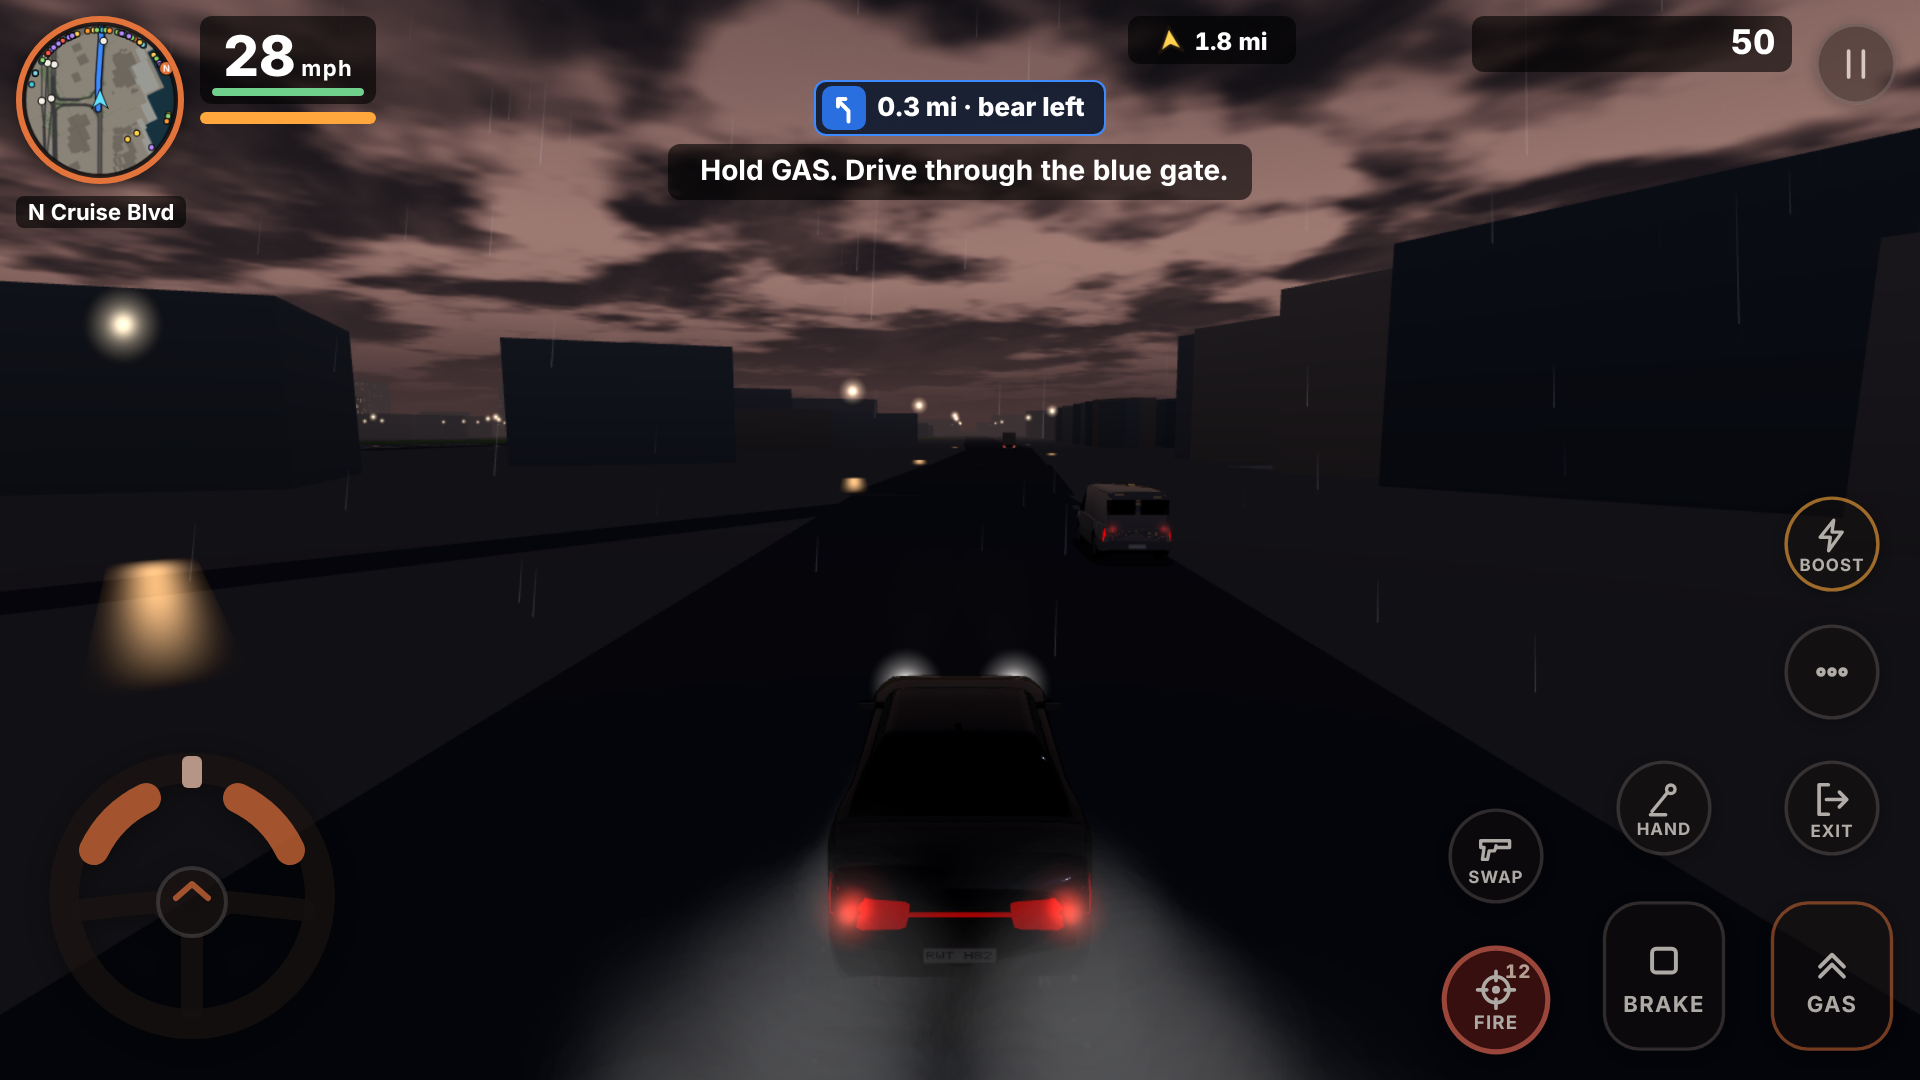 28 mph
N
N Cruise Blvd
1.8 mi
50
0.3 mi · bear left
Hold GAS. Drive through the blue gate.
BOOST
HAND
EXIT
SWAP
12
FIRE
BRAKE
GAS